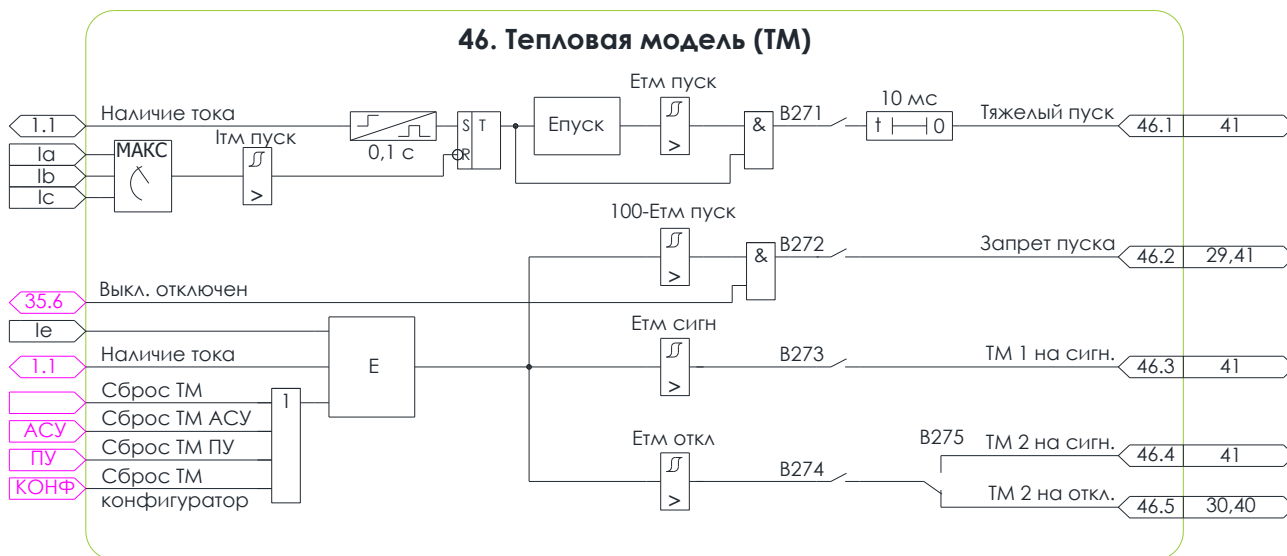 46. Тепловая модель (ТМ)
Етм пуск
10 мс
1.1
Наличие тока
Тяжелый пуск
46.1
41
Iтм пуск
S T
R
0,1 с
Епуск
>
&
B271
t 0
Ia
Ib
Ic
МАКС
>
100-Етм пуск
>
&
B272
Запрет пуска
46.2
29,41
35.6
Выкл. отключен
Ie
1.1
Наличие тока
E
Етм сигн
>
B273
ТМ 1 на сигн.
46.3
41
Сброс ТМ
АСУ
Сброс ТМ АСУ
ПУ
Сброс ТМ ПУ
КОНФ
Сброс ТМ
конфигуратор
1
Етм откл
>
B274
B275
ТМ 2 на сигн.
46.4
41
ТМ 2 на откл.
46.5
30,40